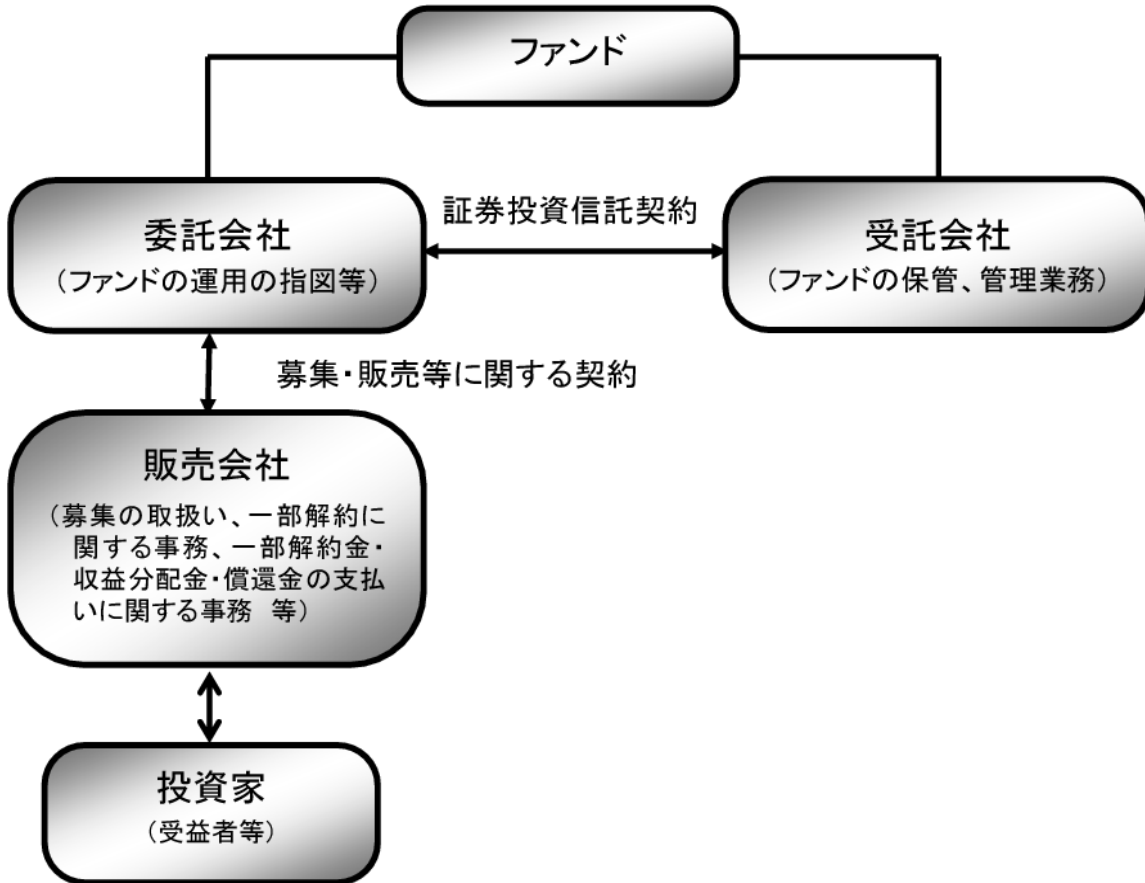 ファンド
委託会社
（ファンドの運用の指図等）
証券投資信託契約
受託会社
（ファンドの保管、管理業務）
募集・販売等に関する契約
販売会社
（募集の取扱い、一部解約に
関する事務、一部解約金・
収益分配金・償還金の支払
いに関する事務　等）
投資家
（受益者等）